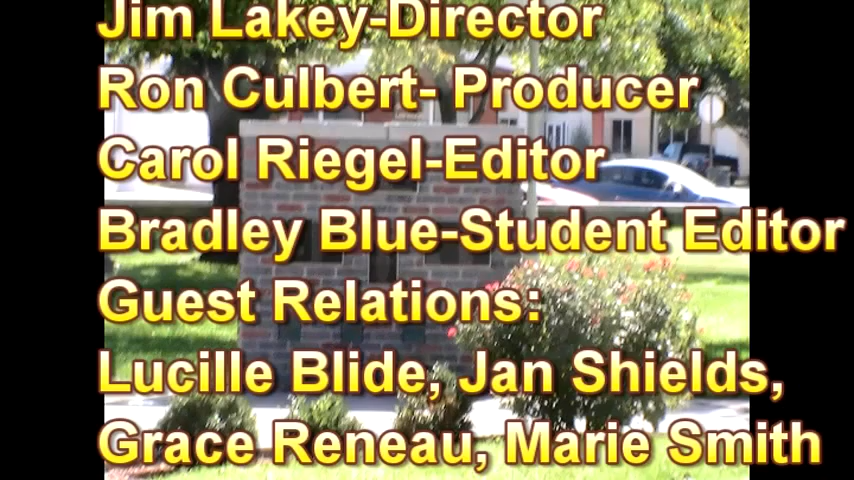 Jim Lakey-Director
Ron Culbert- Producer
Carol Riegel-Editor
Bradley Blue-Student Editor
Guest Relations:
Lucille Blide, Jan Shields,
Grace Reneau, Marie Smith